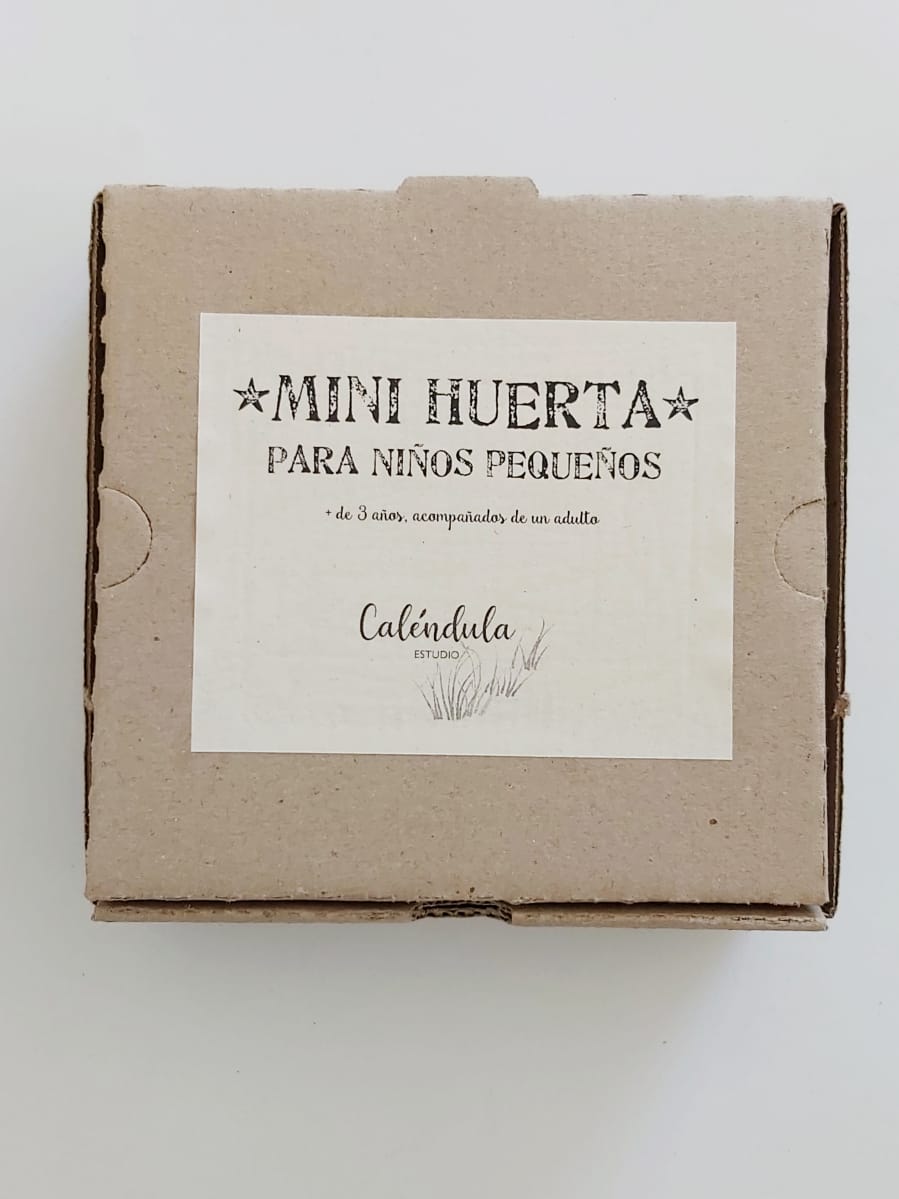 ★MINI HUERTA★
PARA NIÑOS PEQUEÑOS
+ de 3 años, acompañados de un adulto
Caléndula
ESTUDIO